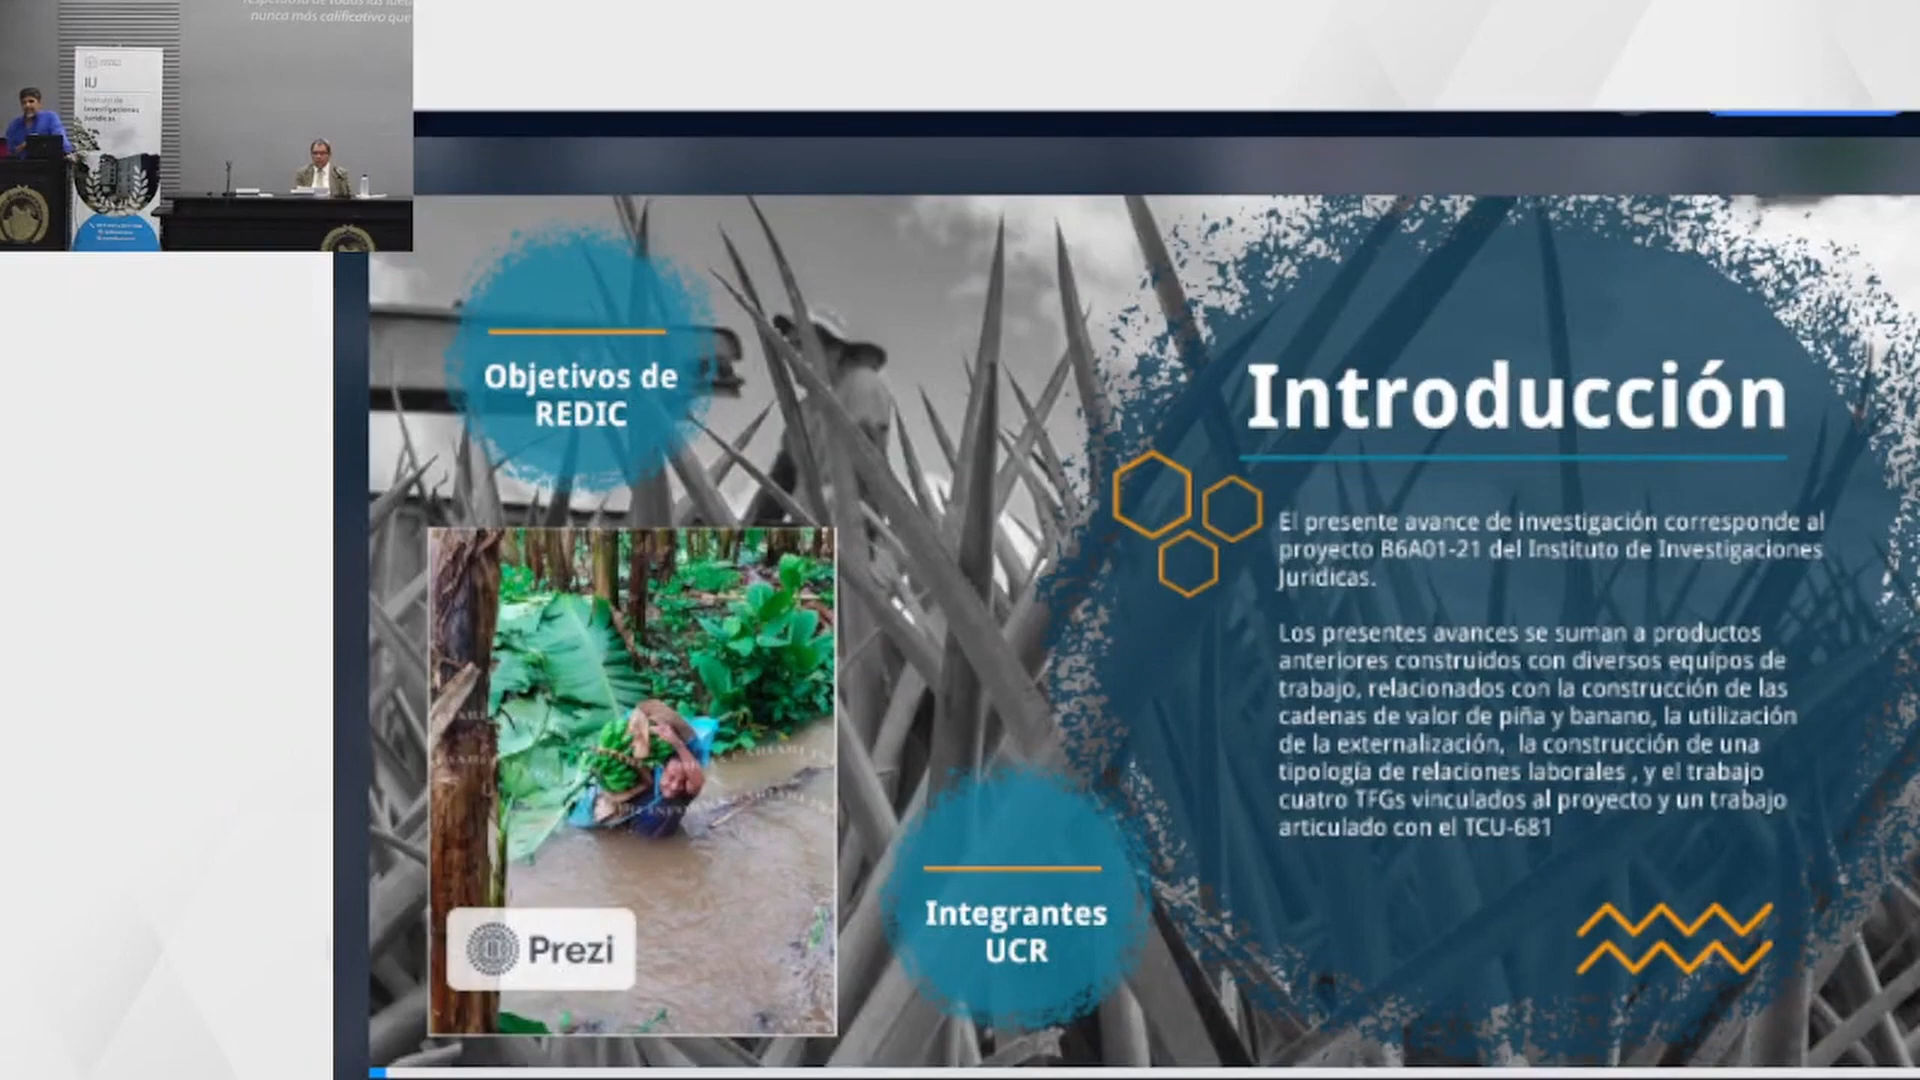 nunca más calificativo que
IIJ
Instituto de
Investigaciones
Jurídicas
Objetivos de
REDIC
Introducción
El presente avance de investigación corresponde al
proyecto B6A01-21 del Instituto de Investigaciones
Jurídicas.
Los presentes avances se suman a productos
anteriores construidos con diversos equipos de
trabajo, relacionados con la construcción de las
cadenas de valor de piña y banano, la utilización
de la externalización, la construcción de una
tipología de relaciones laborales , y el trabajo
cuatro TFGs vinculados al proyecto y un trabajo
articulado con el TCU-681
Prezi
Integrantes
UCR